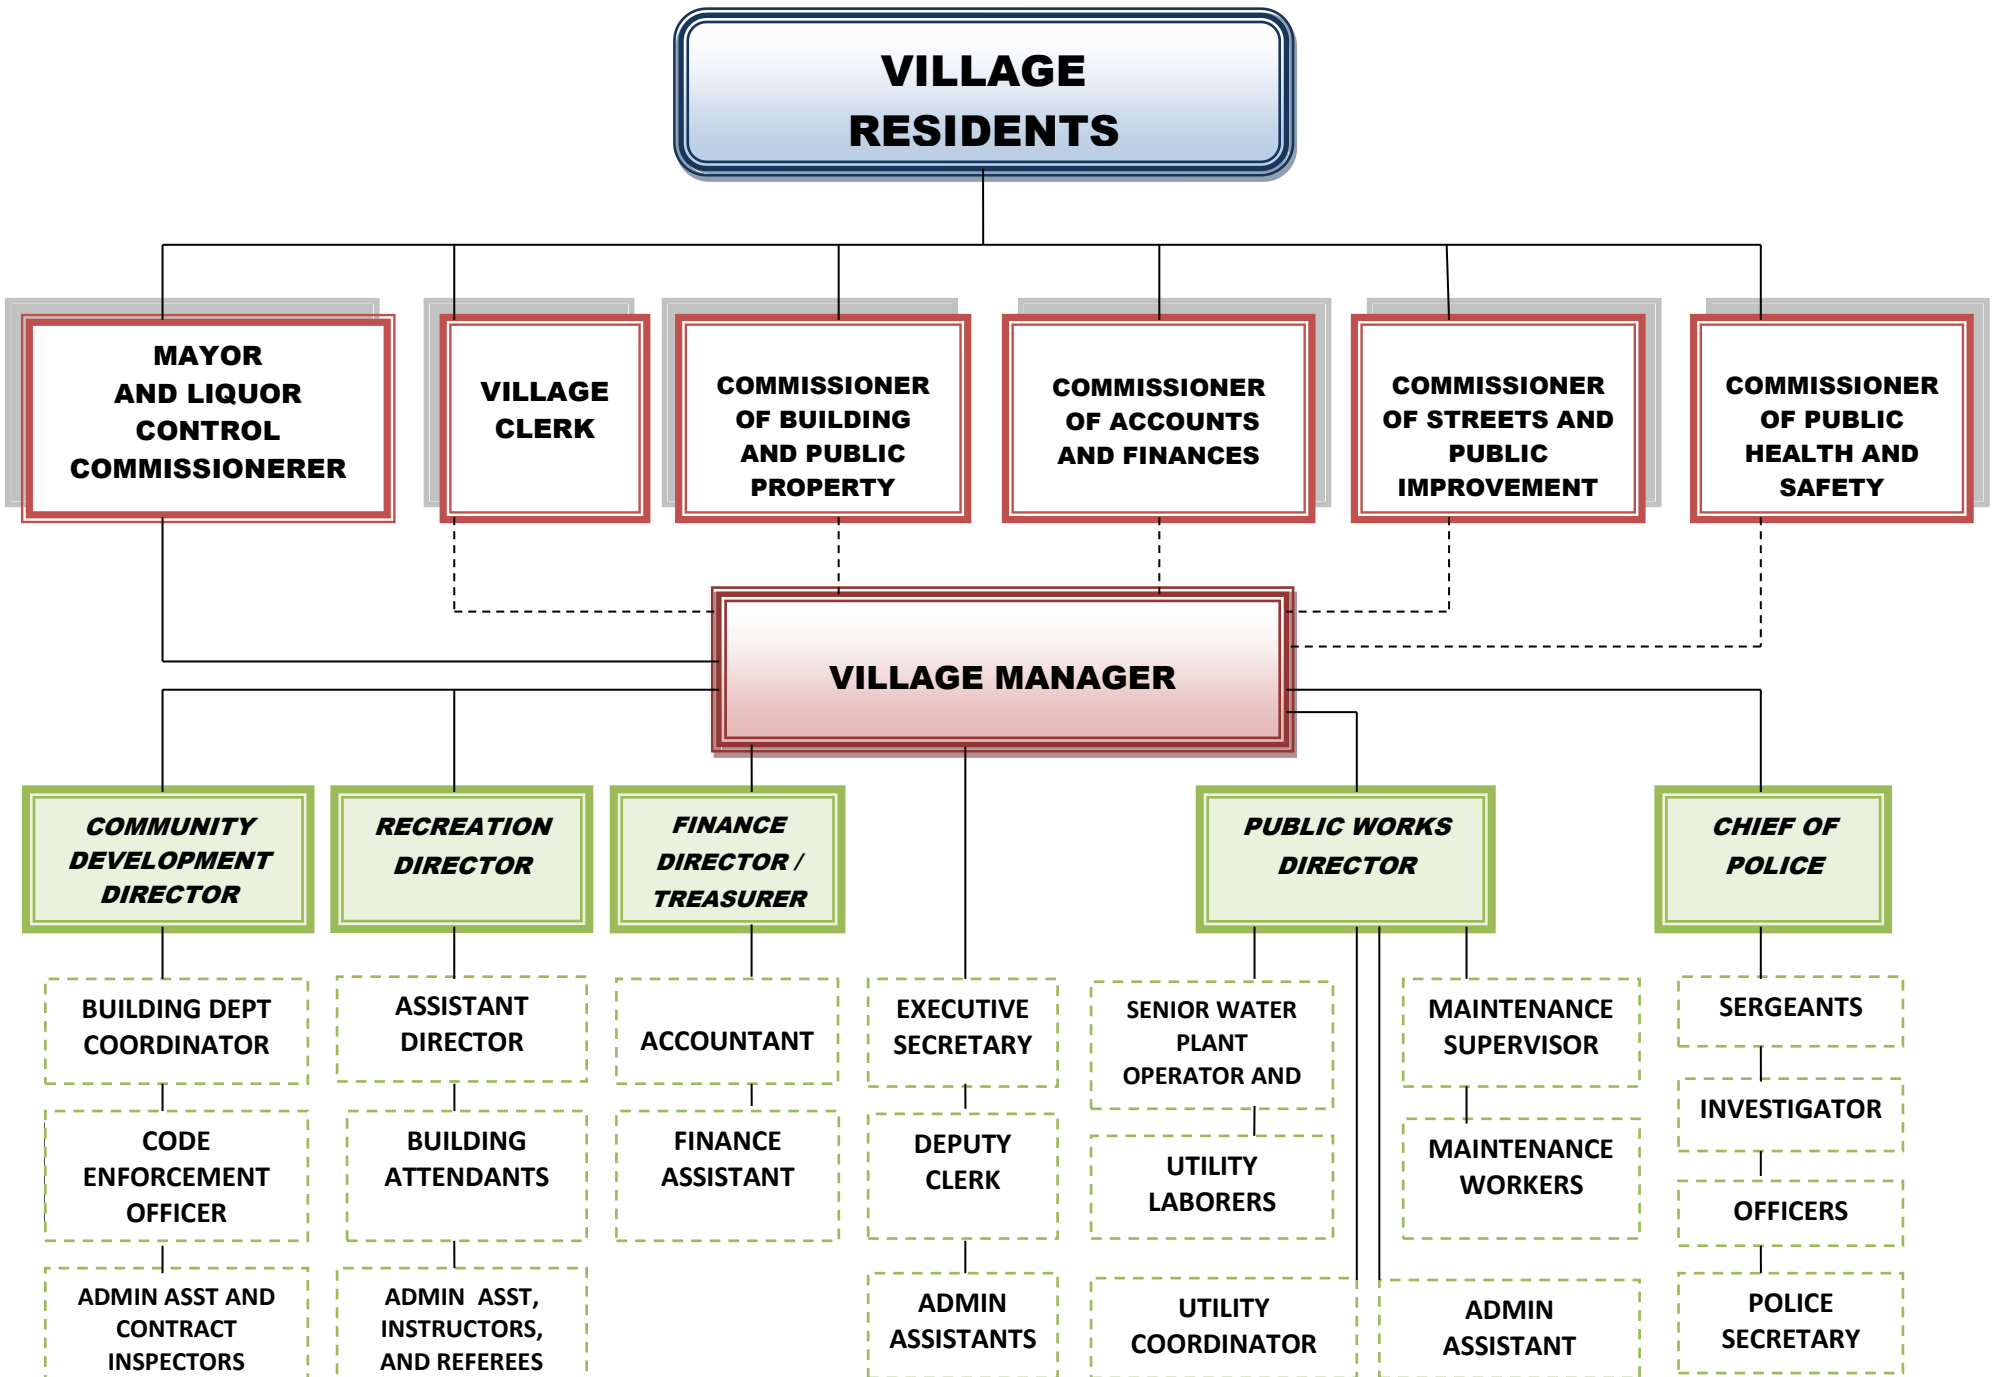 VILLAGE
RESIDENTS
MAYOR
AND LIQUOR
CONTROL
COMMISSIONERER
VILLAGE
CLERK
COMMISSIONER
OF BUILDING
AND PUBLIC
PROPERTY
COMMISSIONER
OF ACCOUNTS
AND FINANCES
COMMISSIONER
OF STREETS AND
PUBLIC
IMPROVEMENT
COMMISSIONER
OF PUBLIC
HEALTH AND
SAFETY
VILLAGE MANAGER
COMMUNITY
DEVELOPMENT
DIRECTOR
RECREATION
DIRECTOR
FINANCE
DIRECTOR /
TREASURER
PUBLIC WORKS
DIRECTOR
CHIEF OF
POLICE
BUILDING DEPT
COORDINATOR
ASSISTANT
DIRECTOR
ACCOUNTANT
EXECUTIVE
SECRETARY
SENIOR WATER
PLANT
OPERATOR AND
MAINTENANCE
SUPERVISOR
SERGEANTS
INVESTIGATOR
CODE
ENFORCEMENT
OFFICER
BUILDING
ATTENDANTS
FINANCE
ASSISTANT
DEPUTY
CLERK
UTILITY
LABORERS
MAINTENANCE
WORKERS
OFFICERS
ADMIN ASST AND
CONTRACT
INSPECTORS
ADMIN  ASST,
INSTRUCTORS,
AND REFEREES
ADMIN
ASSISTANTS
UTILITY
COORDINATOR
ADMIN
ASSISTANT
POLICE
SECRETARY